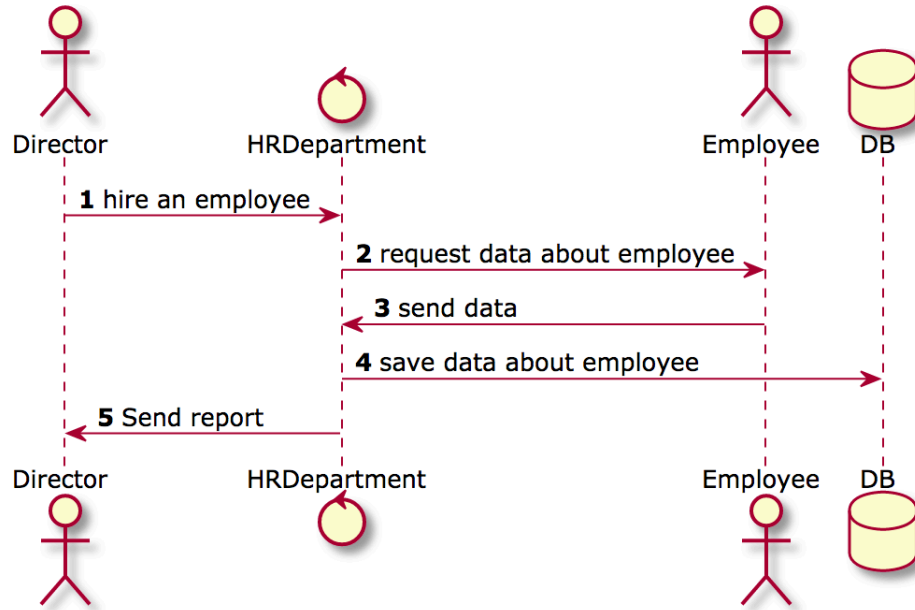 Director HRDepartment Employee DB
1 hire an employee
2 request data about employee
3 send data
4 save data about employee
5 Send report
Director HRDepartment Employee DB